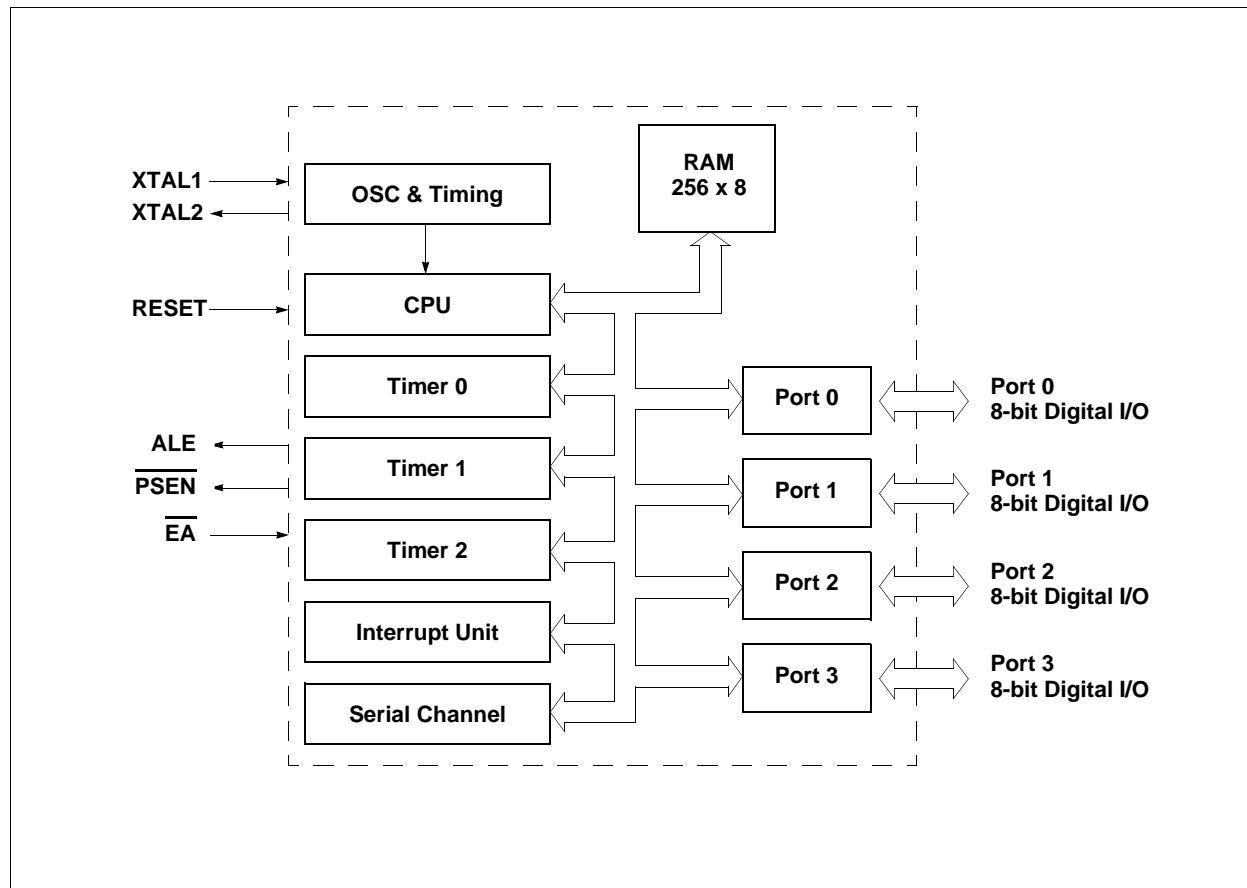 XTAL1
XTAL2
RESET
ALE
PSEN
EA
OSC & Timing
CPU
Timer 0
Timer 1
Timer 2
Interrupt Unit
Serial Channel
RAM
256 x 8
Port 0
Port 1
Port 2
Port 3
Port 0
8-bit Digital I/O
Port 1
8-bit Digital I/O
Port 2
8-bit Digital I/O
Port 3
8-bit Digital I/O